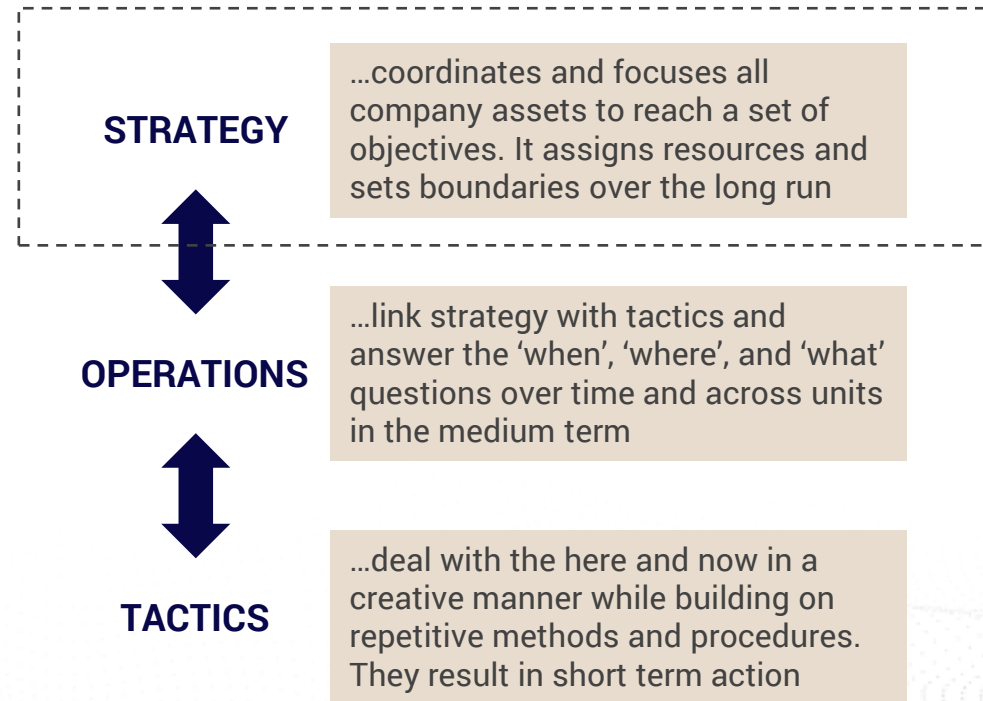 STRATEGY
…coordinates and focuses all
company assets to reach a set of
objectives. It assigns resources and
sets boundaries over the long run
OPERATIONS
…link strategy with tactics and
answer the ‘when’, ‘where’, and ‘what’
questions over time and across units
in the medium term
TACTICS
…deal with the here and now in a
creative manner while building on
repetitive methods and procedures.
They result in short term action